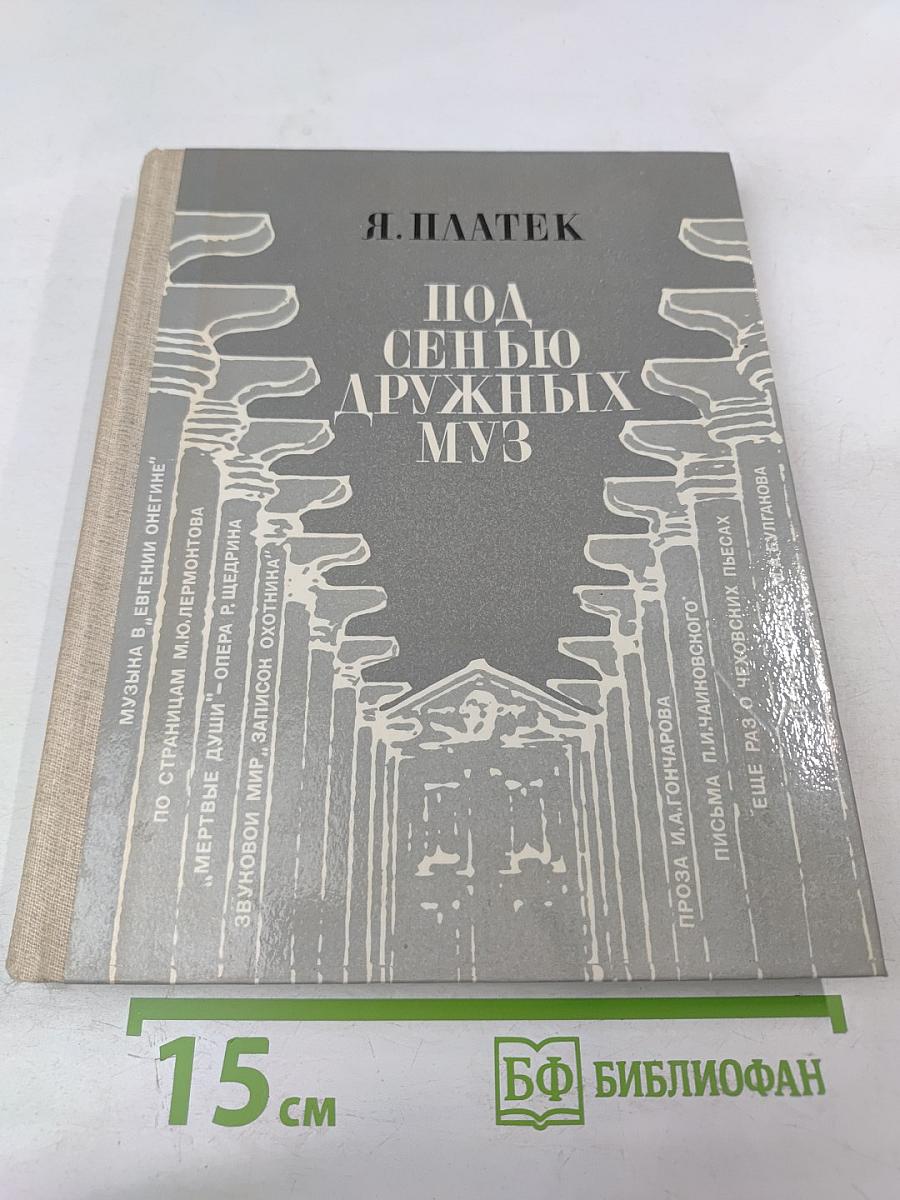 Я. ПЛАТЕК
ПОД
СЕНЬЮ
ДРУЖНЫХ
МУЗ
МУЗЫКА В „ЕВГЕНИИ ОНЕГИНЕ"
ПО СТРАНИЦАМ М.Ю.ЛЕРМОНТОВА
„МЕРТВЫЕ ДУШИ"–ОПЕРА Р.ЩЕДРИНА
ЗВУКОВОЙ МИР „ЗАПИСОК ОХОТНИКА"
ПРОЗА И.А.ГОНЧАРОВА
ПИСЬМА П.И.ЧАЙКОВСКОГО
ЕЩЕ РАЗ О ЧЕХОВСКИХ ПЬЕСАХ
БУЛГАКОВА
15 см
БФ БИБЛИОФАН